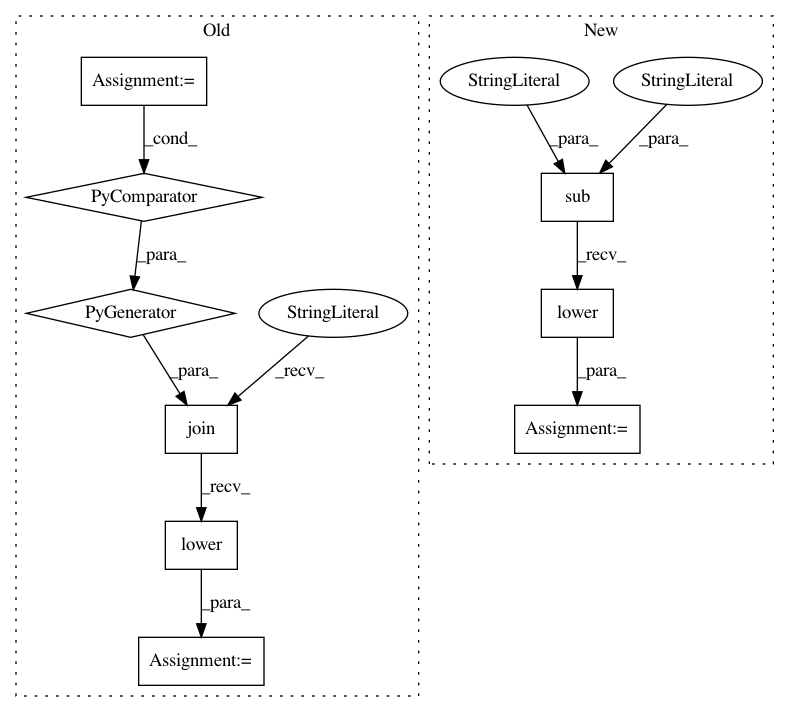 Old
New
Assignment:=
StringLiteral
StringLiteral
_cond_
_para_
_para_
PyComparator
sub
_para_
_recv_
PyGenerator
StringLiteral
lower
_para_
_recv_
_para_
join
Assignment:=
_recv_
lower
_para_
Assignment:=